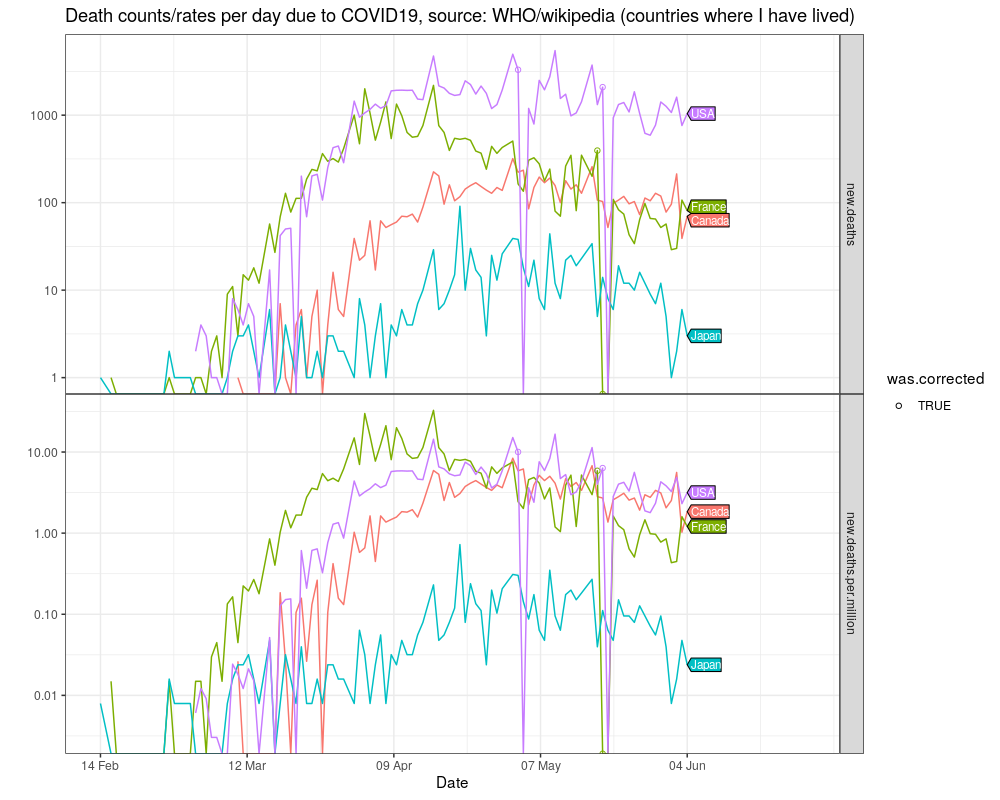 Death counts/rates per day due to COVID19, source: WHO/wikipedia (countries where I have lived)
1000
100
10
1
USA
France
Canada
Japan
new.deaths
10.00
1.00
0.10
0.01
USA
Canada
France
Japan
new.deaths.per.million
14 Feb
12 Mar
09 Apr
07 May
04 Jun
Date
was.corrected
TRUE